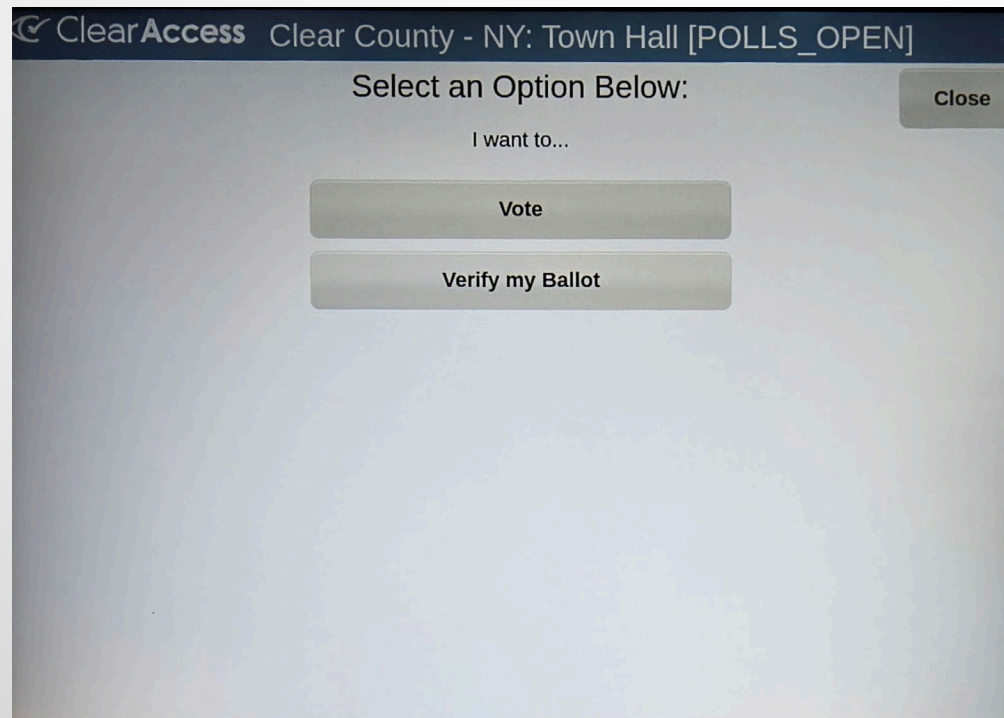 ClearAccess Clear County - NY: Town Hall [POLLS_OPEN]
Select an Option Below:
Close
I want to...
Vote
Verify my Ballot